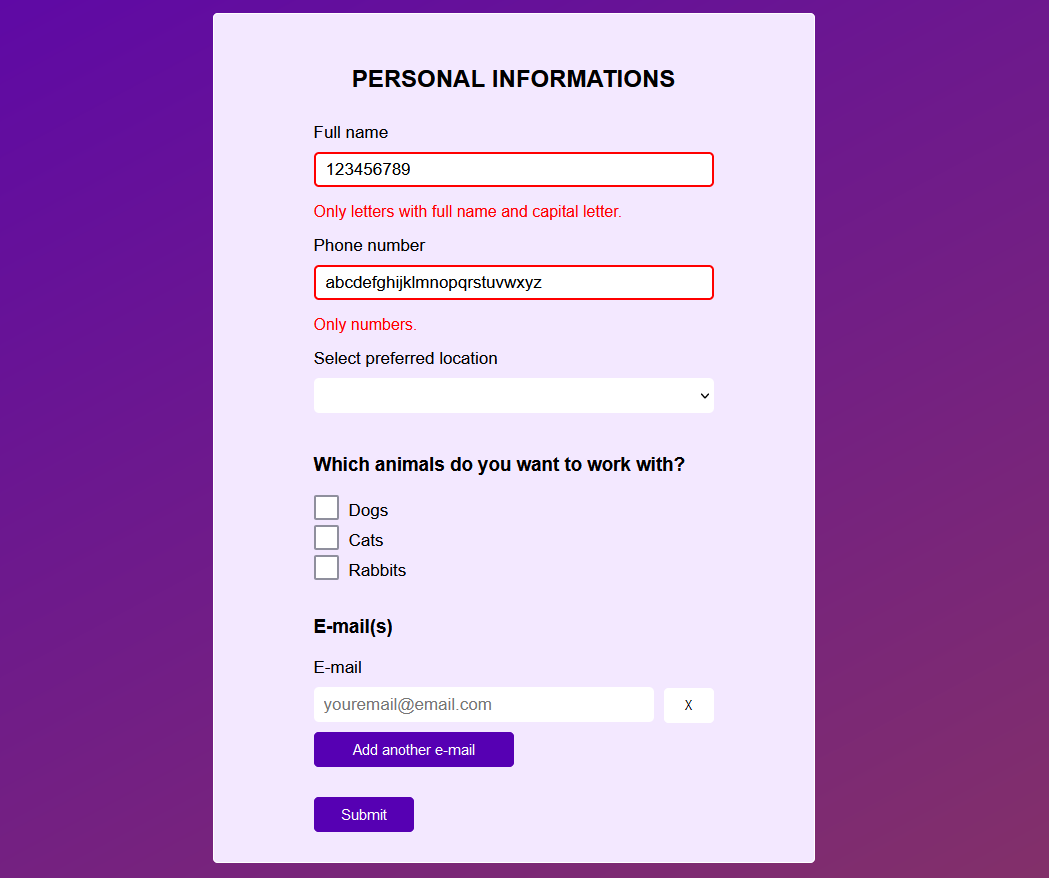 PERSONAL INFORMATIONS
Full name
123456789
Only letters with full name and capital letter.
Phone number
abcdefghijklmnopqrstuvwxyz
Only numbers.
Select preferred location
Which animals do you want to work with?
Dogs
Cats
Rabbits
E-mail(s)
E-mail
youremail@email.com X
Add another e-mail
Submit